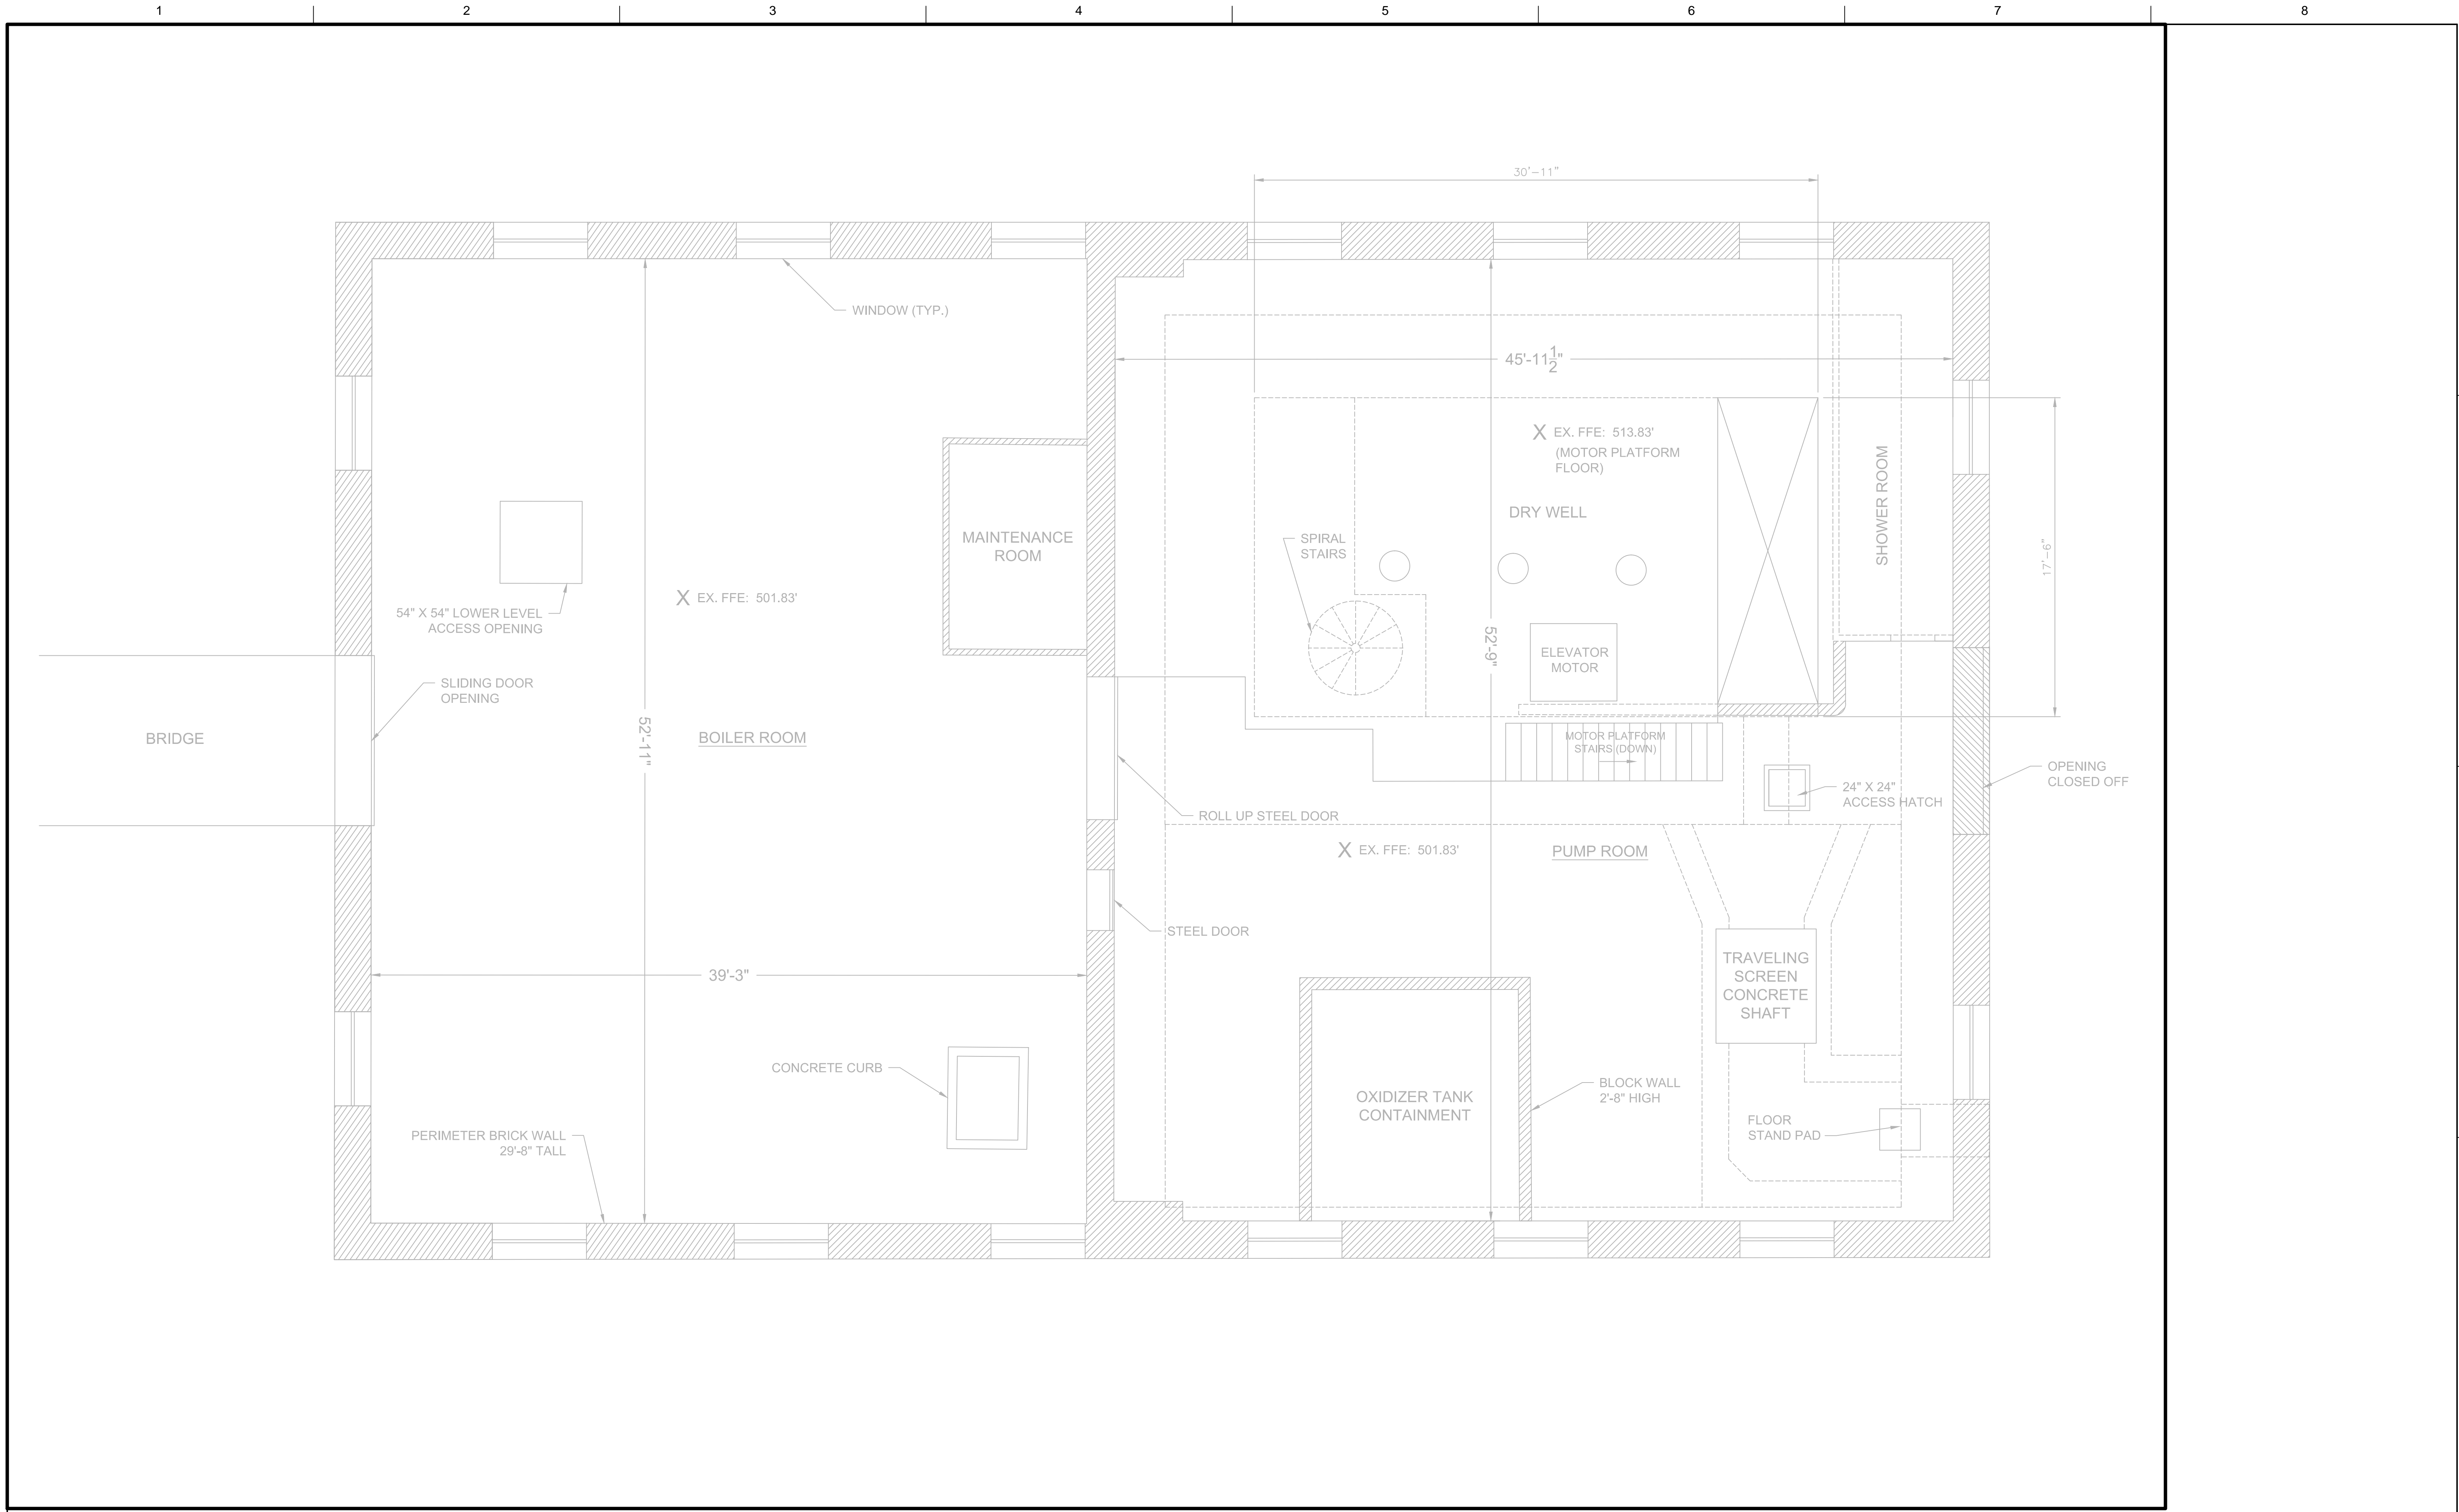 1 2 3 4 5 6 7 8
30'-11"
WINDOW (TYP.)
45'-11 1/2"
X EX. FFE: 513.83'
(MOTOR PLATFORM
FLOOR)
DRY WELL
SHOWER ROOM
17'-6"
MAINTENANCE
ROOM
SPIRAL
STAIRS
54" X 54" LOWER LEVEL
ACCESS OPENING
X EX. FFE: 501.83'
52'-9"
ELEVATOR
MOTOR
SLIDING DOOR
OPENING
BRIDGE
52'-11"
BOILER ROOM
MOTOR PLATFORM
STAIRS (DOWN)
OPENING
CLOSED OFF
24" X 24"
ACCESS HATCH
ROLL UP STEEL DOOR
X EX. FFE: 501.83'
PUMP ROOM
STEEL DOOR
39'-3"
TRAVELING
SCREEN
CONCRETE
SHAFT
CONCRETE CURB
OXIDIZER TANK
CONTAINMENT
BLOCK WALL
2'-8" HIGH
FLOOR
STAND PAD
PERIMETER BRICK WALL
29'-8" TALL